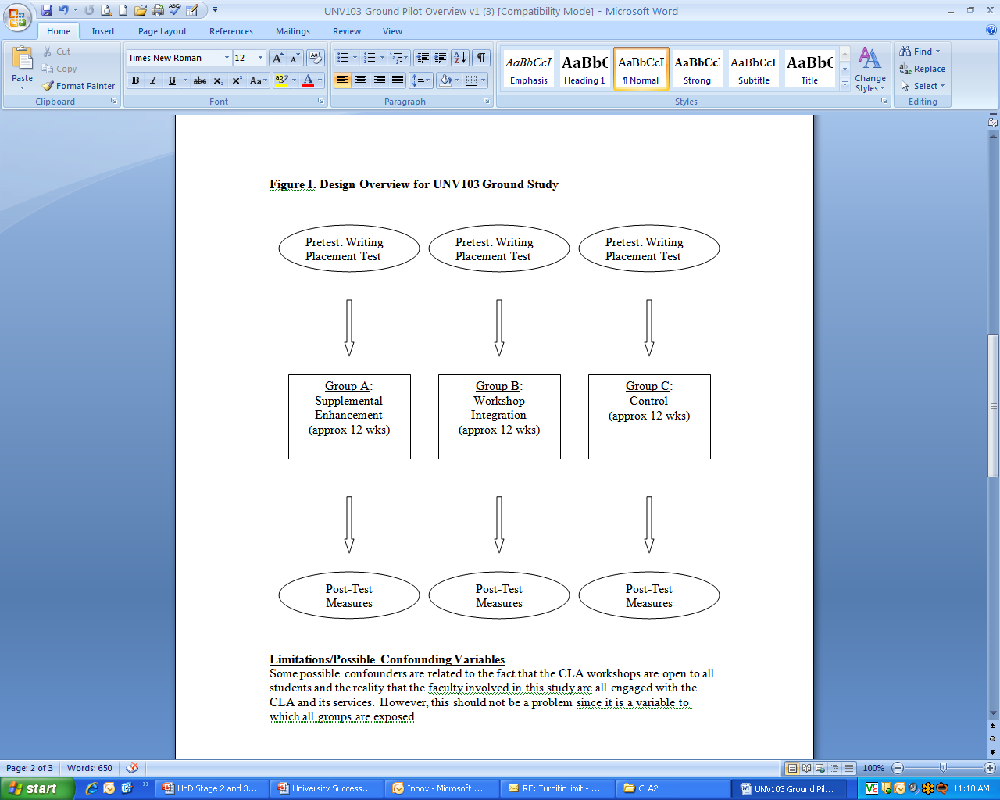 UNV103 Ground Pilot Overview v1 (3) [Compatibility Mode] - Microsoft Word
Home Insert Page Layout References Mailings Review View
Paste
Cut
Copy
Format Painter
Clipboard
Times New Roman 12
Font
Paragraph
AaBbCcI AaBbC AaBbCcI AaBbCcI AaBbCcI AaBbC
Emphasis Heading 1 ¶ Normal Strong Subtitle Title
Change
Styles
Styles
Find
Replace
Select
Editing
Figure 1. Design Overview for UNV103 Ground Study
Pretest: Writing
Placement Test
Pretest: Writing
Placement Test
Pretest: Writing
Placement Test
Group A:
Supplemental
Enhancement
(approx 12 wks)
Group B:
Workshop
Integration
(approx 12 wks)
Group C:
Control
(approx 12 wks)
Post-Test
Measures
Post-Test
Measures
Post-Test
Measures
Limitations/Possible Confounding Variables
Some possible confounders are related to the fact that the CLA workshops are open to all
students and the reality that the faculty involved in this study are all engaged with the
CLA and its services. However, this should not be a problem since it is a variable to
which all groups are exposed.
Page: 2 of 3 Words: 650 100%
start UbD Stage 2 and 3... University Success... Inbox - Microsoft ... RE: Turnitin limit - ... CLA2 UNV103 Ground Pil... 11:10 AM